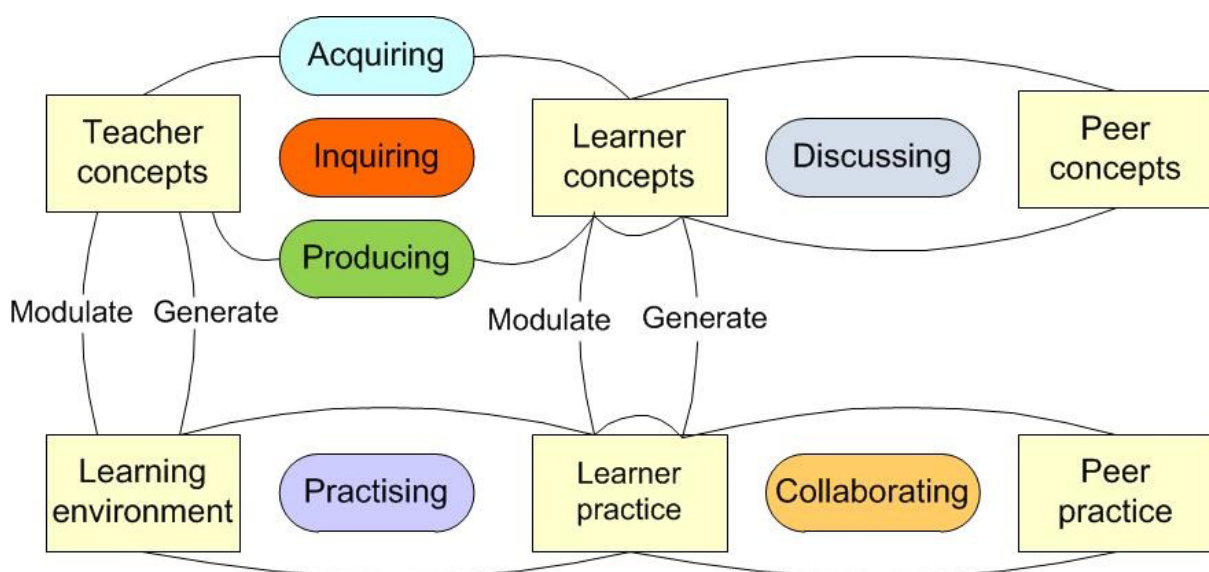 Acquiring
Teacher
concepts
Inquiring
Learner
concepts
Discussing
Peer
concepts
Producing
Modulate
Generate
Modulate
Generate
Learning
environment
Practising
Learner
practice
Collaborating
Peer
practice